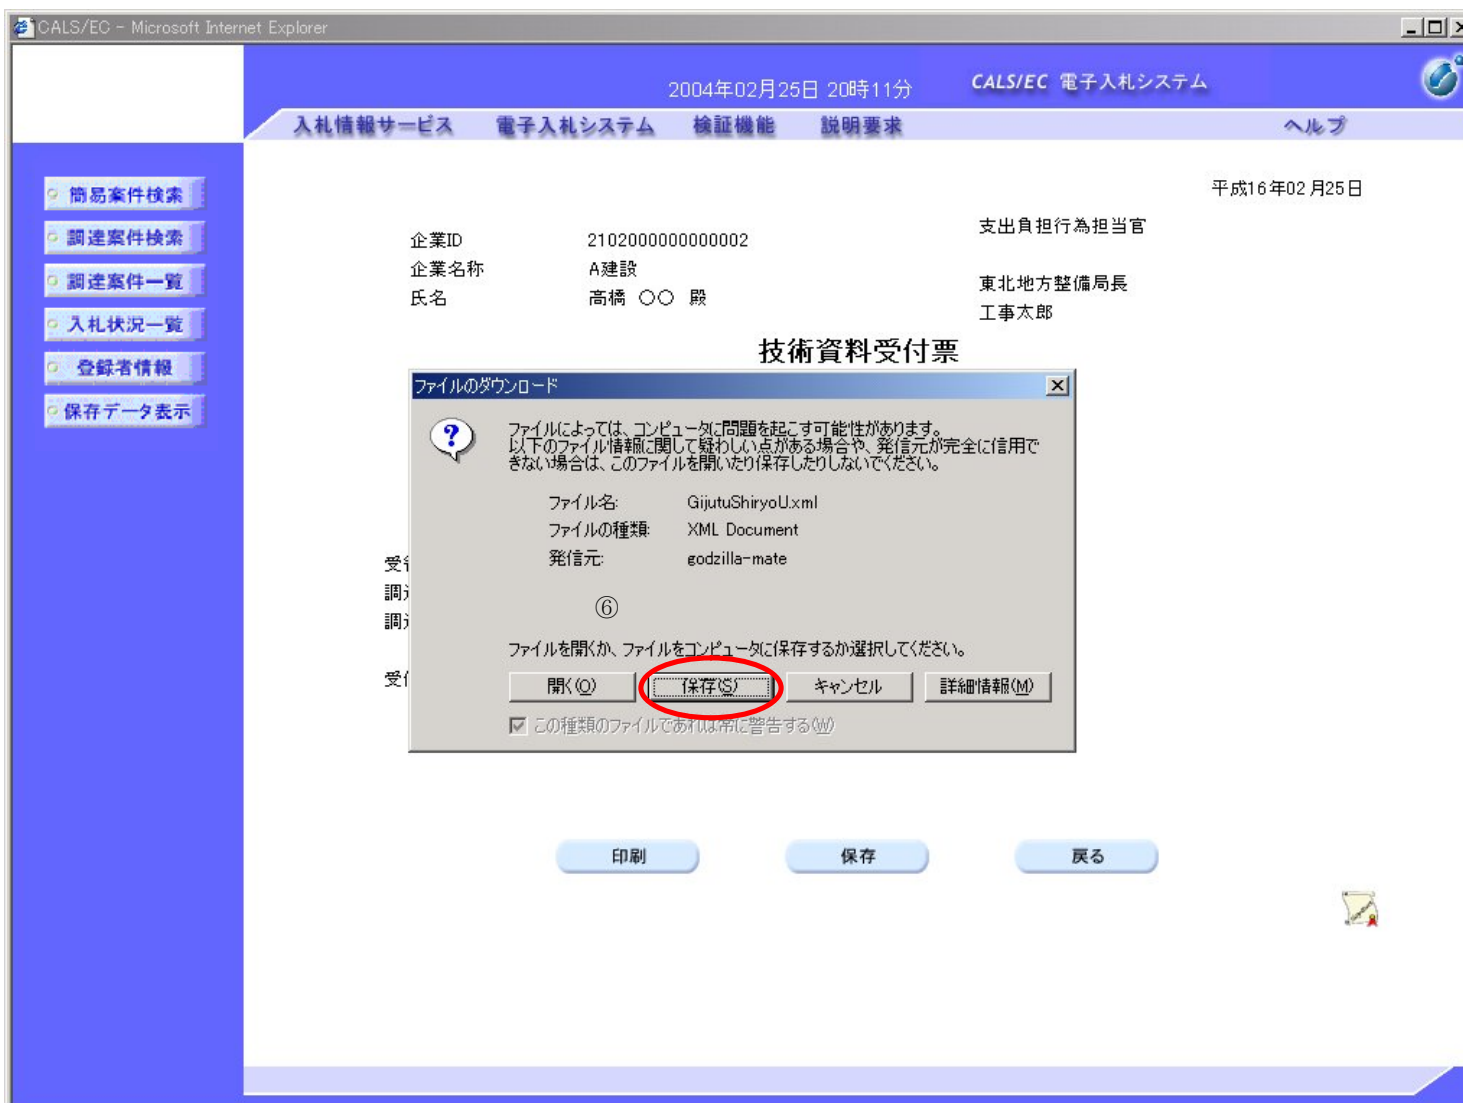 CALS/EC - Microsoft Internet Explorer
2004年02月25日 20時11分
CALS/EC 電子入札システム
入札情報サービス 電子入札システム 検証機能 説明要求 ヘルプ
簡易案件検索
調達案件検索
調達案件一覧
入札状況一覧
登録者情報
保存データ表示
平成16年02月25日
支出負担行為担当官
企業ID 2102000000000002
企業名称 A建設
氏名 高橋 〇〇 殿
東北地方整備局長
工事太郎
技術資料受付票
ファイルのダウンロード
ファイルによっては、コンピュータに問題を起こす可能性があります。
以下のファイル情報に関して疑わしい点がある場合や、発信元が完全に信用で
きない場合は、このファイルを開いたり保存したりしないでください。
ファイル名: GijutuShiryoU.xml
ファイルの種類: XML Document
発信元: godzilla-mate
受
調
調
受
⑥
ファイルを開くか、ファイルをコンピュータに保存するか選択してください。
開く(O) 保存(S) キャンセル 詳細情報(M)
この種類のファイルであれば常に警告する(W)
印刷 保存 戻る